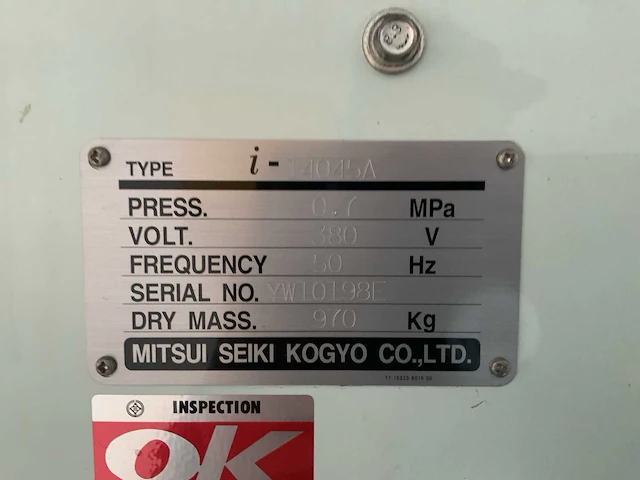 TYPE i-14045A
PRESS. 0.7 MPa
VOLT. 380 V
FREQUENCY 50 Hz
SERIAL NO. YW10198E
DRY MASS. 970 Kg
MITSUI SEIKI KOGYO CO.,LTD.
INSPECTION
OK